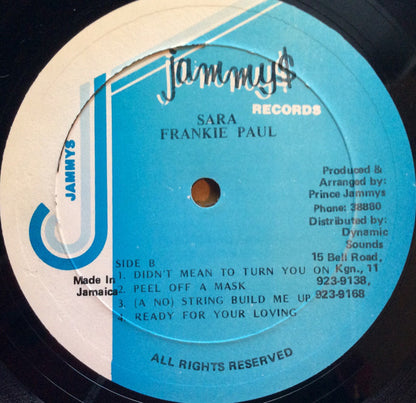 jammy$
RECORDS
SARA
FRANKIE PAUL
JAMMYS
Produced &
Arranged by:
Prince Jammys
Phone: 38880
Distributed by:
Dynamic
Sounds
15 Bell Road,
Kgn., 11
923-9138,
923-9168
Made In
Jamaica
SIDE B
1. DIDN'T MEAN TO TURN YOU ON
2. PEEL OFF A MASK
3. (A NO) STRING BUILD ME UP
4. READY FOR YOUR LOVING
ALL RIGHTS RESERVED